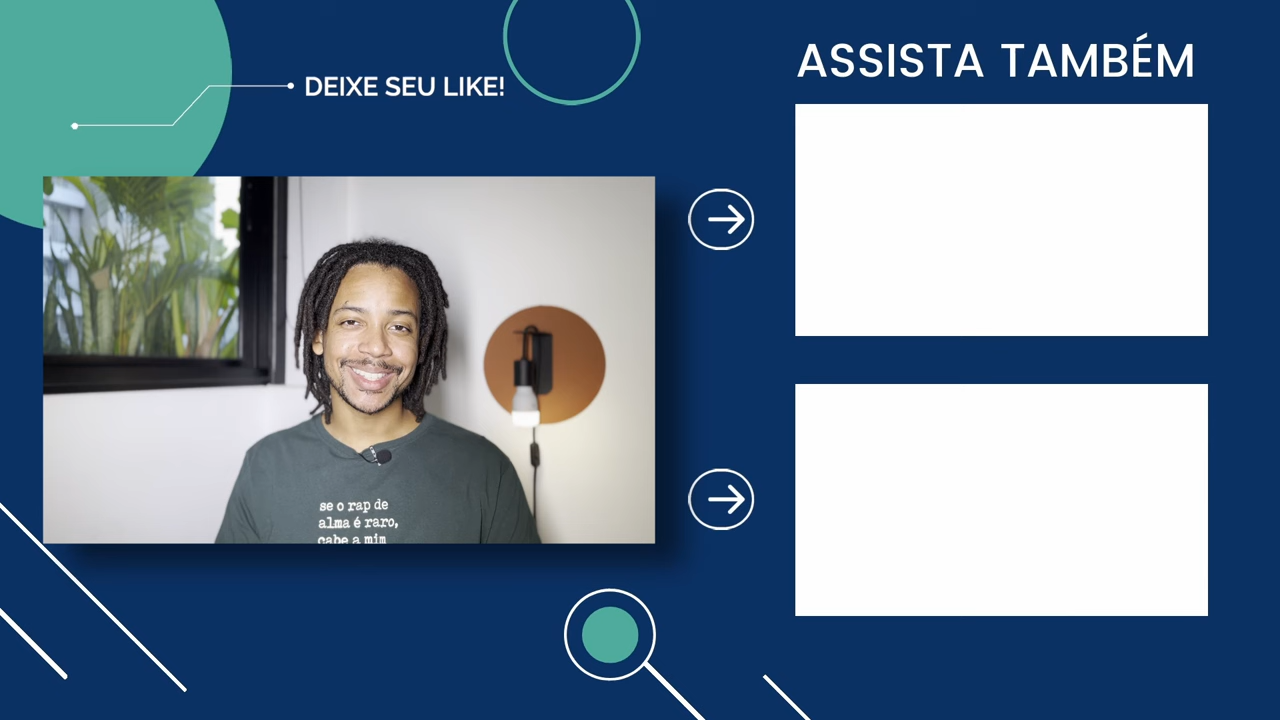 DEIXE SEU LIKE!
ASSISTA TAMBÉM
se o rap de
alma é raro,
cabe a mim